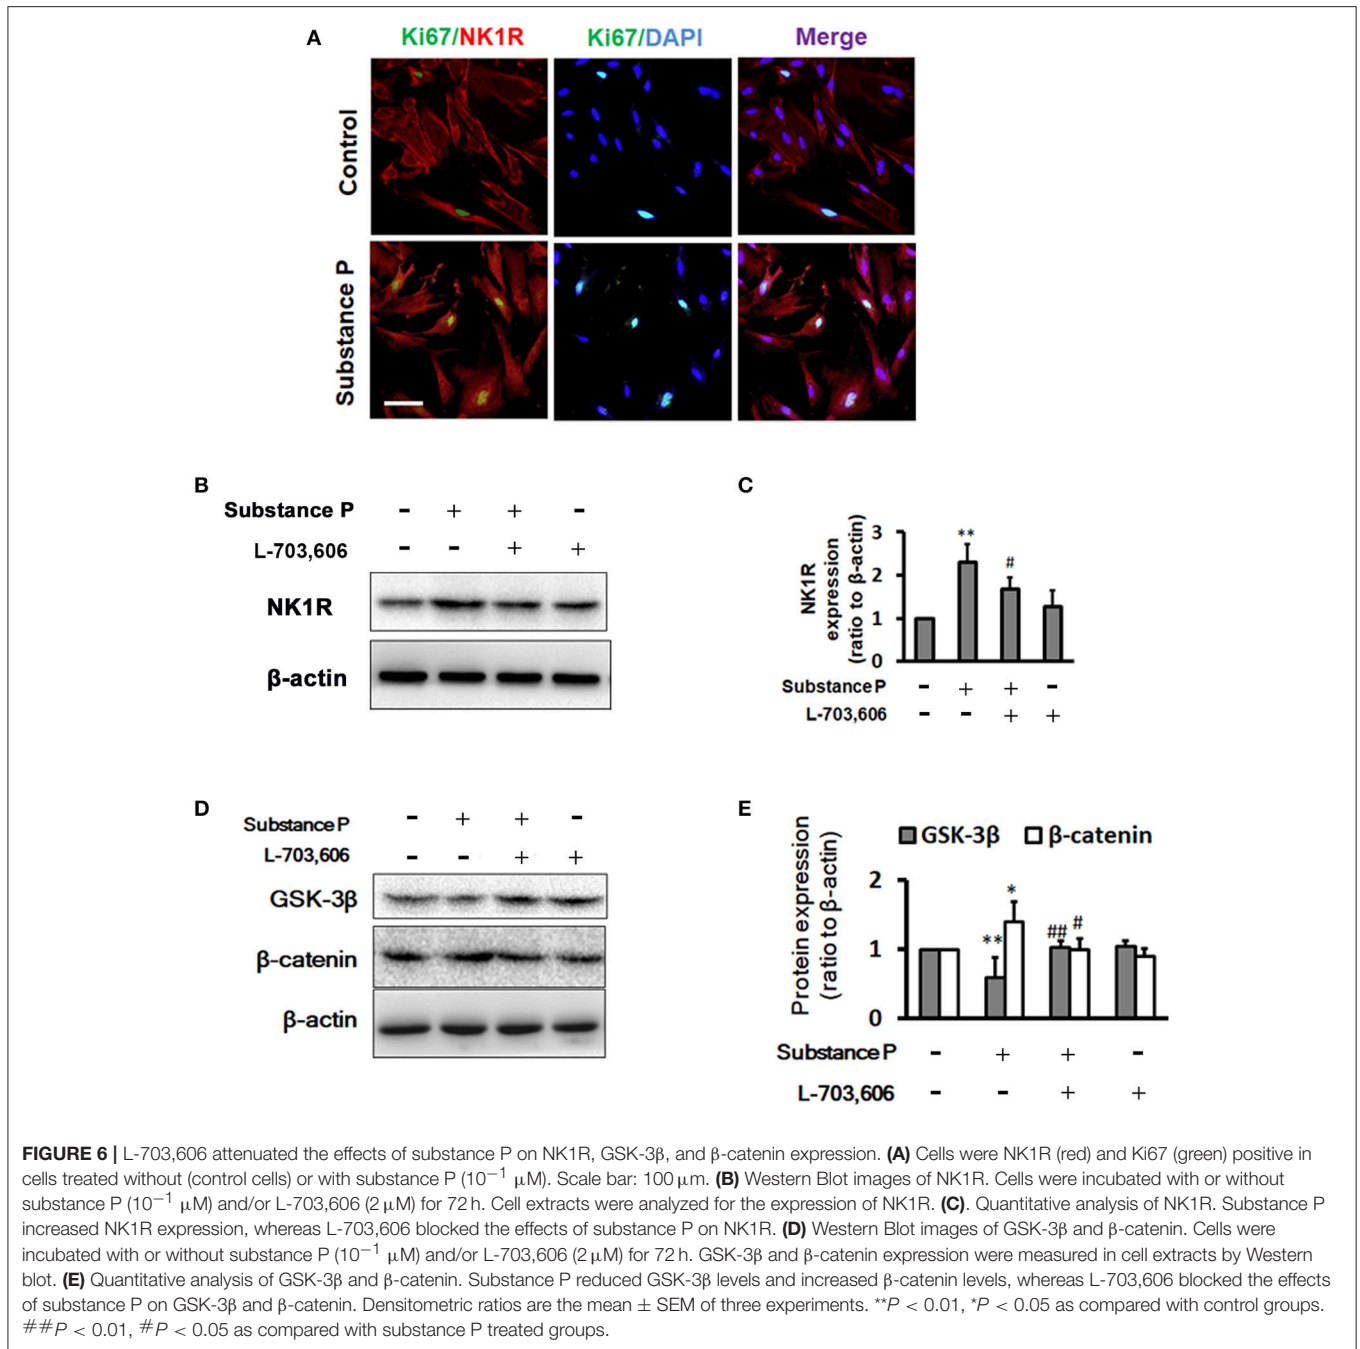 A
Ki67/NK1R Ki67/DAPI Merge
Control
Substance P
B
Substance P - + + -
L-703,606 - - + +
NK1R
β-actin
C
NK1R
expression
(ratio to β-actin)
3
2
1
0
**
#
Substance P - + + -
L-703,606 - - + +
D
Substance P - + + -
L-703,606 - - + +
GSK-3β
β-catenin
β-actin
E
GSK-3β β-catenin
Protein expression
(ratio to β-actin)
2
1
0
**
*
##
#
Substance P - + + -
L-703,606 - - + +
FIGURE 6 | L-703,606 attenuated the effects of substance P on NK1R, GSK-3β, and β-catenin expression. (A) Cells were NK1R (red) and Ki67 (green) positive in
cells treated without (control cells) or with substance P (10⁻¹ μM). Scale bar: 100 μm. (B) Western Blot images of NK1R. Cells were incubated with or without
substance P (10⁻¹ μM) and/or L-703,606 (2 μM) for 72 h. Cell extracts were analyzed for the expression of NK1R. (C). Quantitative analysis of NK1R. Substance P
increased NK1R expression, whereas L-703,606 blocked the effects of substance P on NK1R. (D) Western Blot images of GSK-3β and β-catenin. Cells were
incubated with or without substance P (10⁻¹ μM) and/or L-703,606 (2 μM) for 72 h. GSK-3β and β-catenin expression were measured in cell extracts by Western
blot. (E) Quantitative analysis of GSK-3β and β-catenin. Substance P reduced GSK-3β levels and increased β-catenin levels, whereas L-703,606 blocked the effects
of substance P on GSK-3β and β-catenin. Densitometric ratios are the mean ± SEM of three experiments. **P < 0.01, *P < 0.05 as compared with control groups.
##P < 0.01, #P < 0.05 as compared with substance P treated groups.